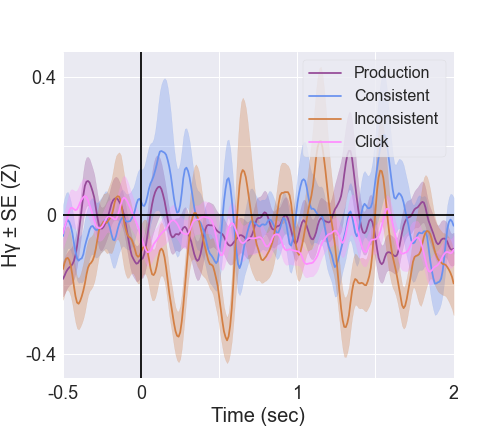 Production
Consistent
Inconsistent
Click
0.4
0
-0.4
Hγ ± SE (Z)
-0.5
0
1
2
Time (sec)